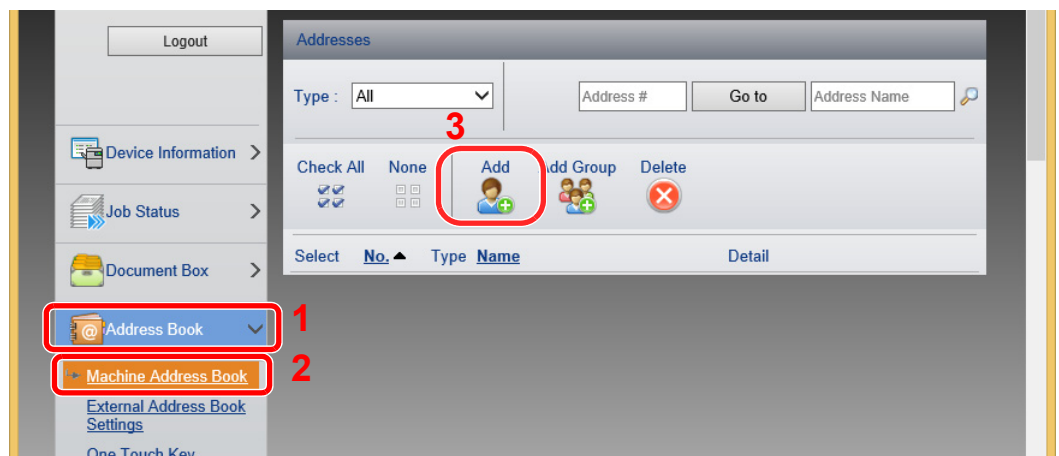 Logout
Addresses
Type : All
Address #
Go to
Address Name
3
Device Information
Check All None Add Add Group Delete
Job Status
Select No. Type Name Detail
Document Box
Address Book
1
Machine Address Book
2
External Address Book
Settings
One Touch Key